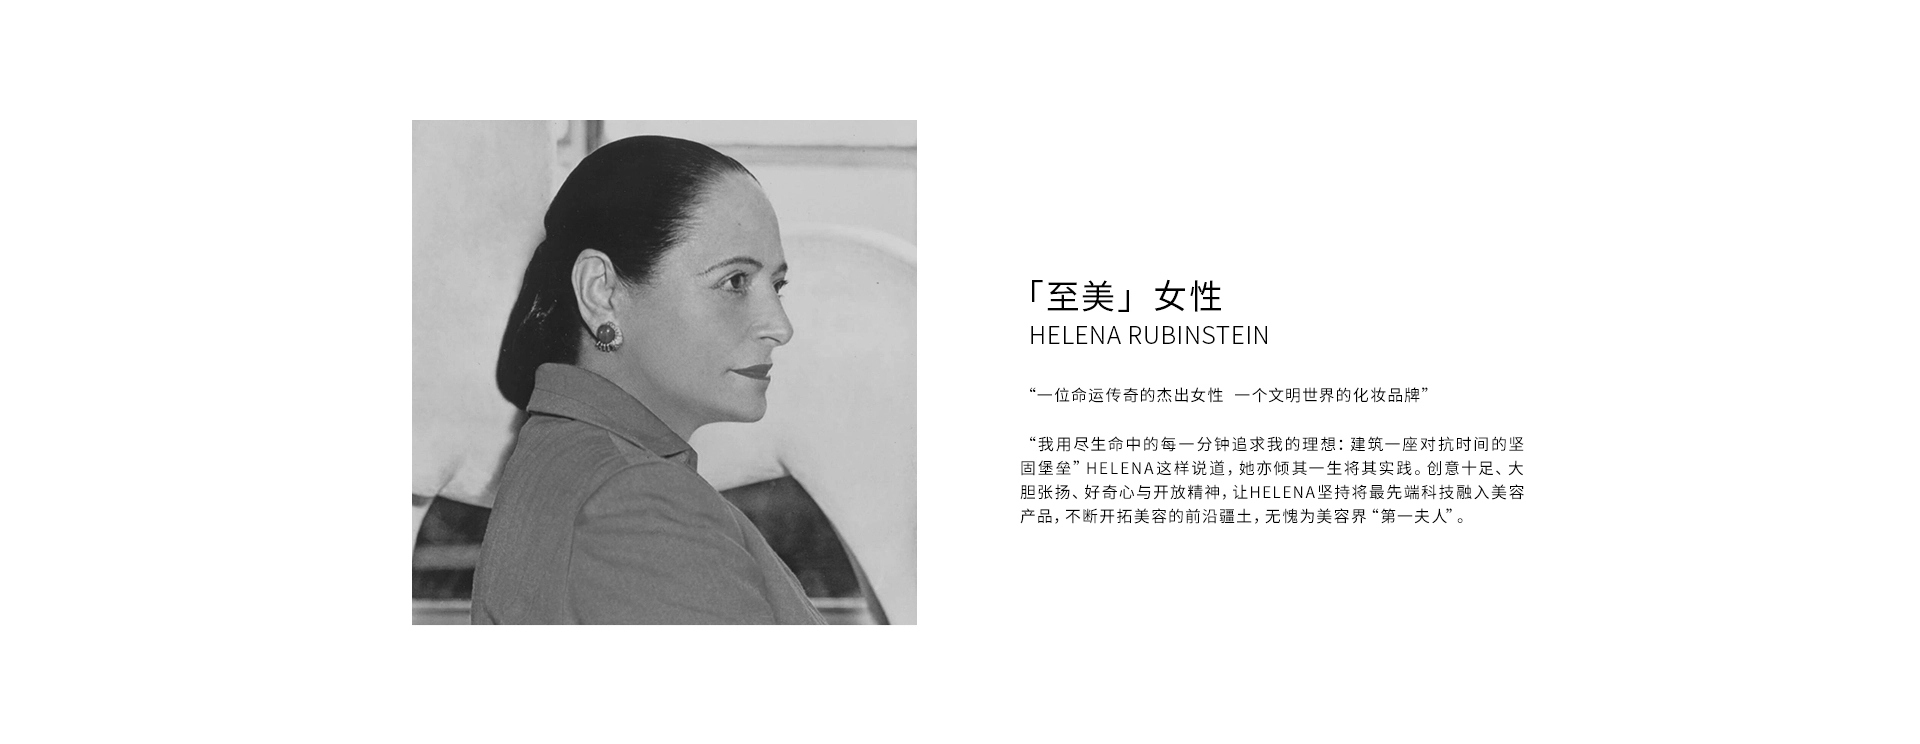 「至美」女性
HELENA RUBINSTEIN
“一位命运传奇的杰出女性 一个文明世界的化妆品牌”
“我用尽生命中的每一分钟追求我的理想：建筑一座对抗时间的坚
固堡垒” HELENA这样说道，她亦倾其一生将其实践。创意十足、大
胆张扬、好奇心与开放精神，让HELENA坚持将最先端科技融入美容
产品，不断开拓美容的前沿疆土，无愧为美容界 “第一夫人” 。